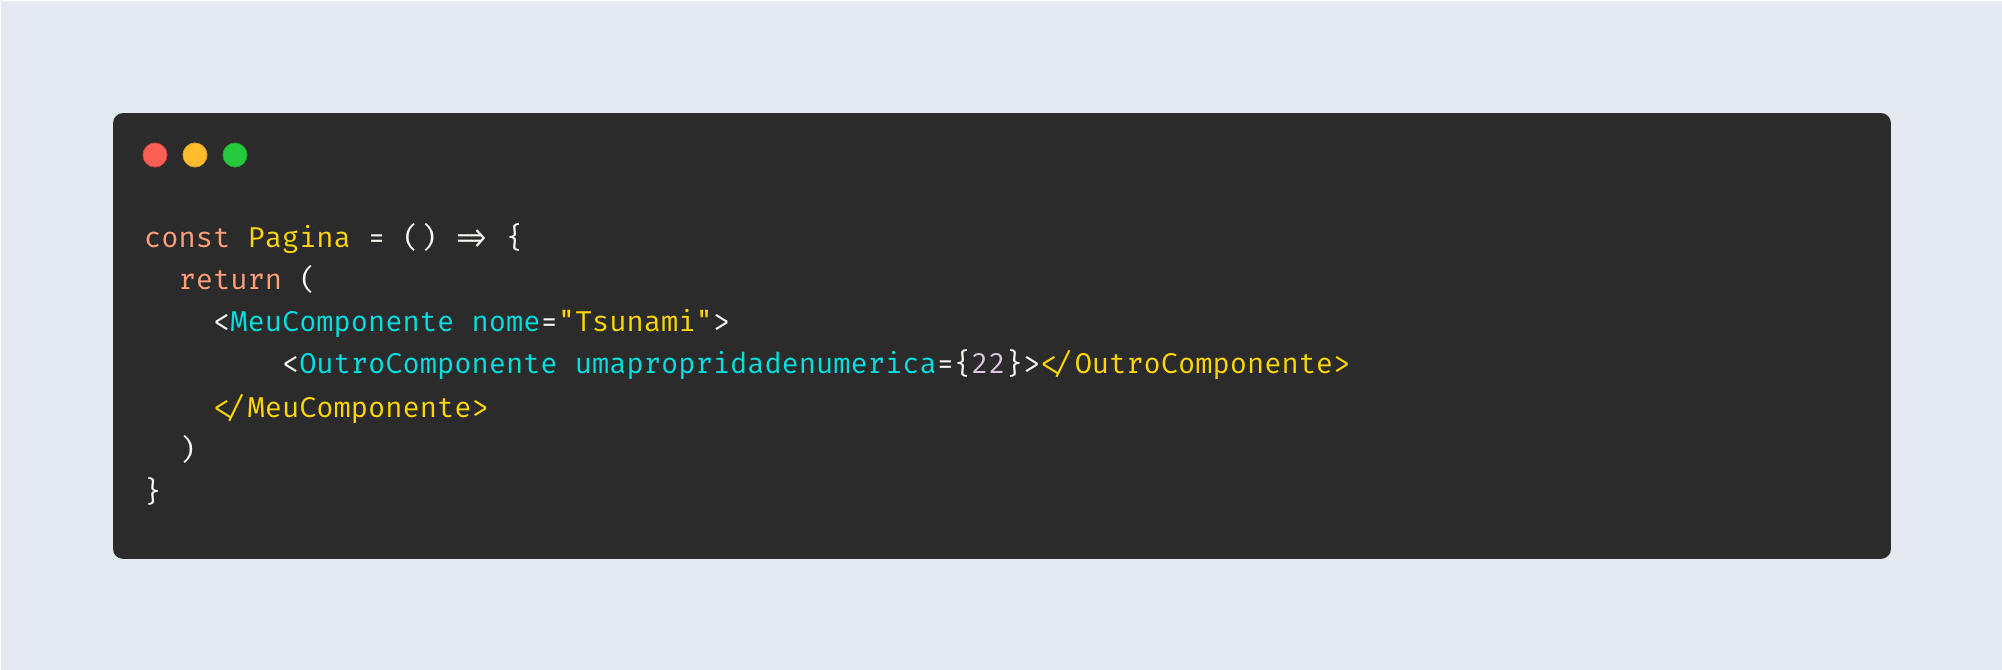 const Pagina = () => {
  return (
    <MeuComponente nome="Tsunami">
        <OutroComponente umapropridadenumerica={22}></OutroComponente>
    </MeuComponente>
  )
}